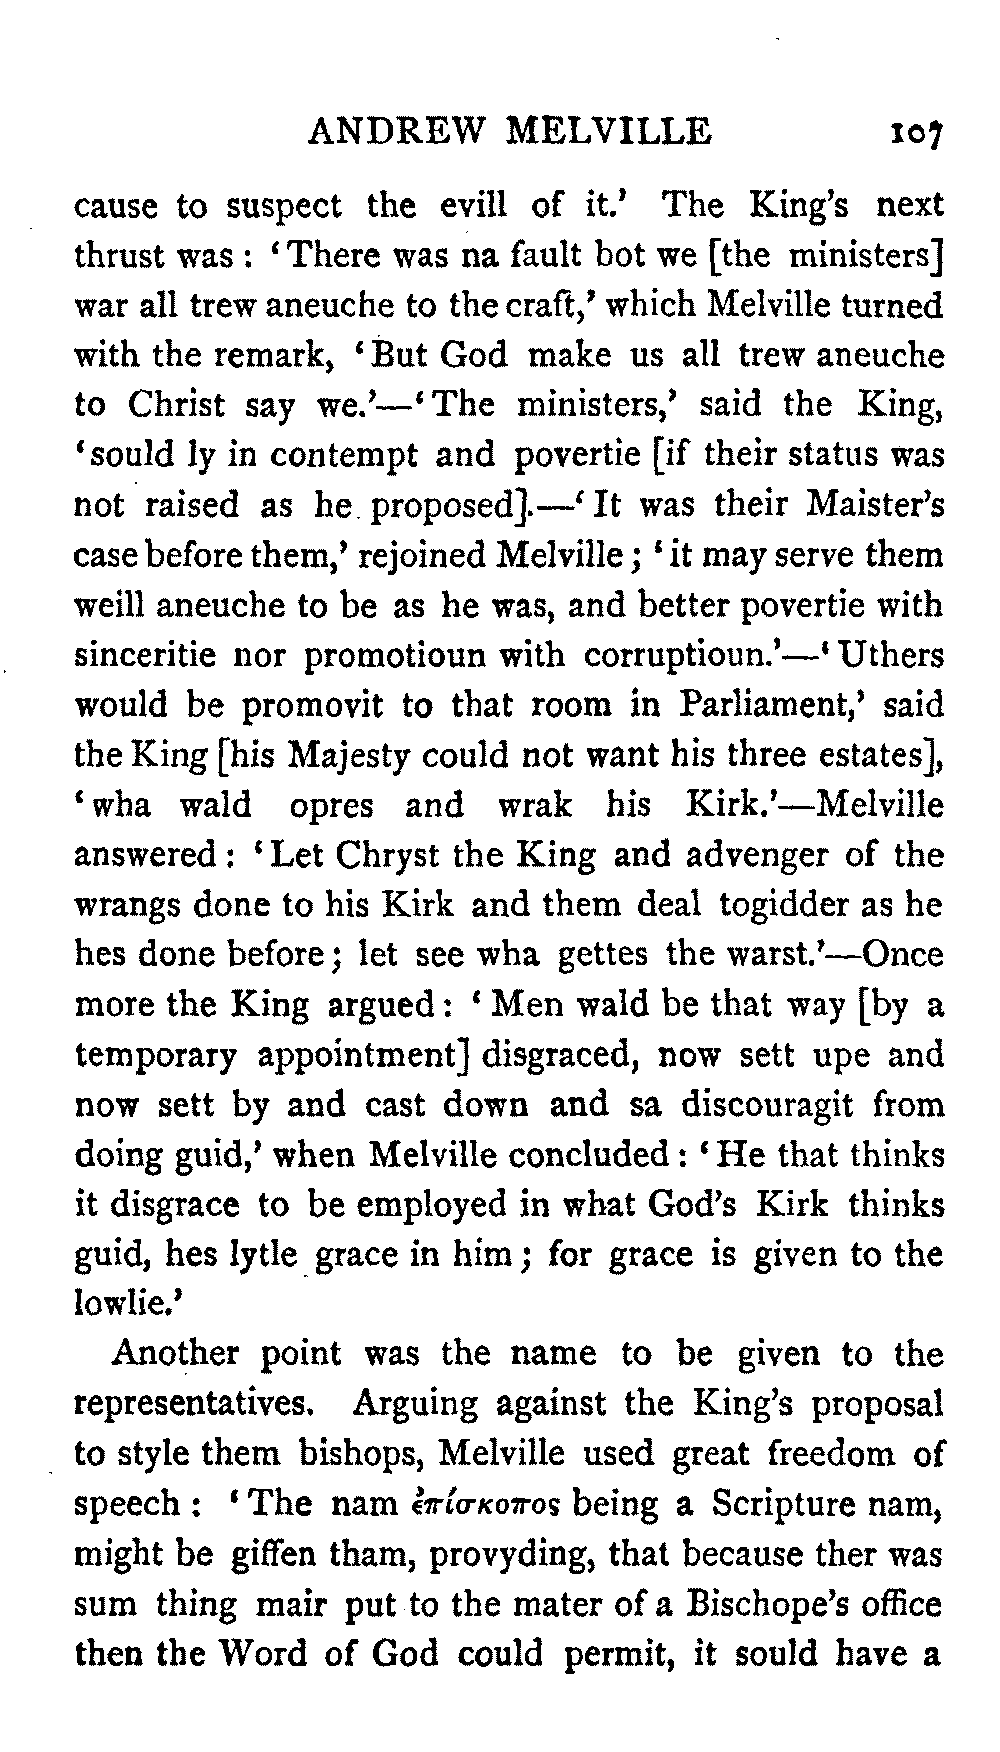 ANDREW MELVILLE 107
cause to suspect the evill of it.’ The King’s next
thrust was : ‘There was na fault bot we [the ministers]
war all trew aneuche to the craft,’ which Melville turned
with the remark, ‘But God make us all trew aneuche
to Christ say we.’—‘The ministers,’ said the King,
‘sould ly in contempt and povertie [if their status was
not raised as he proposed].—‘It was their Maister’s
case before them,’ rejoined Melville; ‘it may serve them
weill aneuche to be as he was, and better povertie with
sinceritie nor promotioun with corruptioun.’—‘Uthers
would be promovit to that room in Parliament,’ said
the King [his Majesty could not want his three estates],
‘wha wald opres and wrak his Kirk.’—Melville
answered : ‘Let Chryst the King and advenger of the
wrangs done to his Kirk and them deal togidder as he
hes done before; let see wha gettes the warst.’—Once
more the King argued : ‘Men wald be that way [by a
temporary appointment] disgraced, now sett upe and
now sett by and cast down and sa discouragit from
doing guid,’ when Melville concluded : ‘He that thinks
it disgrace to be employed in what God’s Kirk thinks
guid, hes lytle grace in him; for grace is given to the
lowlie.’
Another point was the name to be given to the
representatives. Arguing against the King’s proposal
to style them bishops, Melville used great freedom of
speech : ‘The nam ἐπίσκοπος being a Scripture nam,
might be giffen tham, provyding, that because ther was
sum thing mair put to the mater of a Bischope’s office
then the Word of God could permit, it sould have a